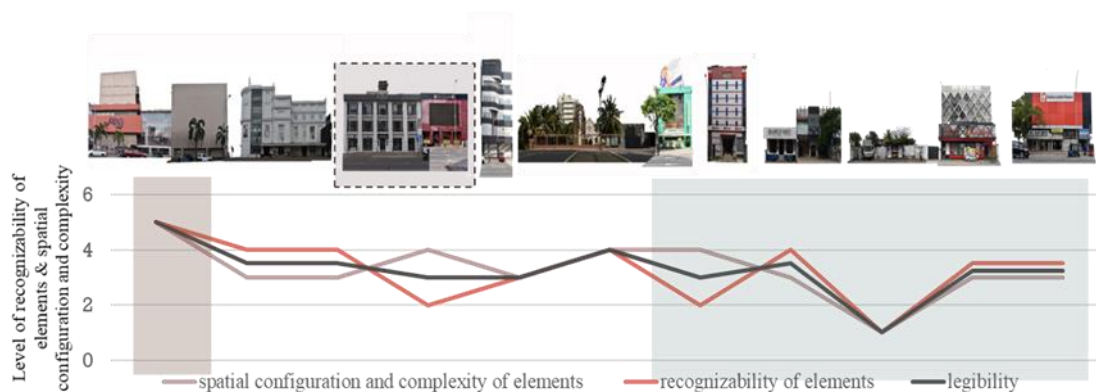 Level of recognizability of
elements & spatial
configuration and complexity
6
4
2
0
spatial configuration and complexity of elements
recognizability of elements
legibility